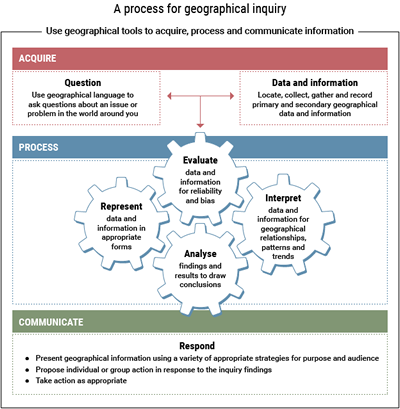 A process for geographical inquiry
Use geographical tools to acquire, process and communicate information
ACQUIRE
Question
Use geographical language to
ask questions about an issue or
problem in the world around you
Data and information
Locate, collect, gather and record
primary and secondary geographical
data and information
PROCESS
Evaluate
data and
information
for reliability
and bias
Represent
data and
information in
appropriate
forms
Interpret
data and
information for
geographical
relationships,
patterns and
trends
Analyse
findings and
results to draw
conclusions
COMMUNICATE
Respond
• Present geographical information using a variety of appropriate strategies for purpose and audience
• Propose individual or group action in response to the inquiry findings
• Take action as appropriate